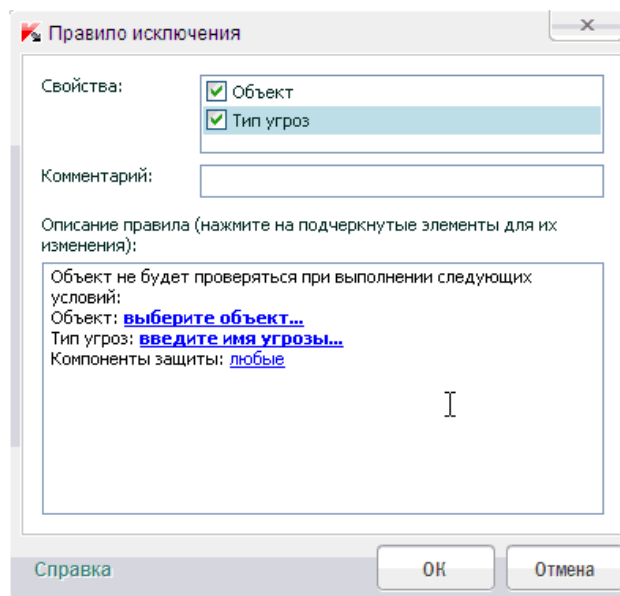 Правило исключения
Свойства:
Объект
Тип угроз
Комментарий:
Описание правила (нажмите на подчеркнутые элементы для их
изменения):
Объект не будет проверяться при выполнении следующих
условий:
Объект: выберите объект...
Тип угроз: введите имя угрозы...
Компоненты защиты: любые
Справка
ОК
Отмена